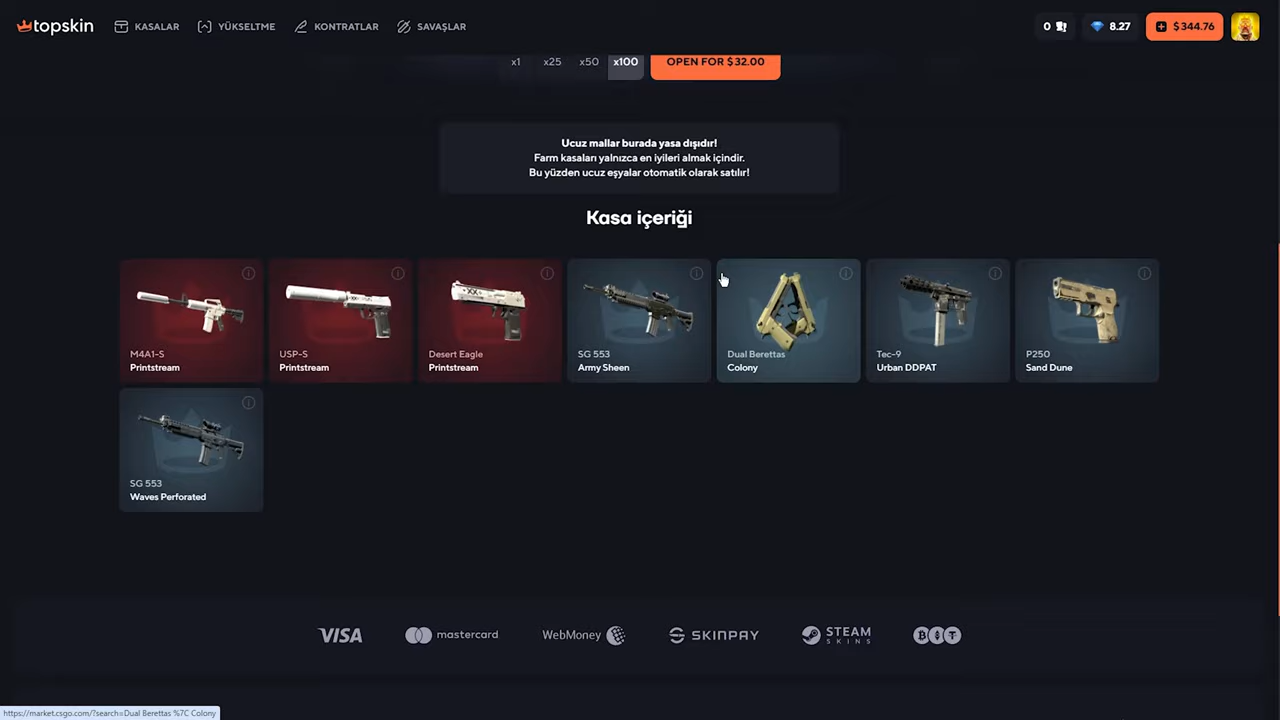 topskin KASALAR YÜKSELTME KONTRATLAR SAVAŞLAR 0 8.27 $344.76
x1 x25 x50 x100 OPEN FOR $32.00
Ucuz mallar burada yasa dışıdır!
Farm kasaları yalnızca en iyileri almak içindir.
Bu yüzden ucuz eşyalar otomatik olarak satılır!
Kasa içeriği
M4A1-S
Printstream
USP-S
Printstream
Desert Eagle
Printstream
SG 553
Army Sheen
Dual Berettas
Colony
Tec-9
Urban DDPAT
P250
Sand Dune
SG 553
Waves Perforated
VISA mastercard WebMoney SKINPAY STEAM SKINS
https://market.csgo.com/?search=Dual Berettas %7C Colony